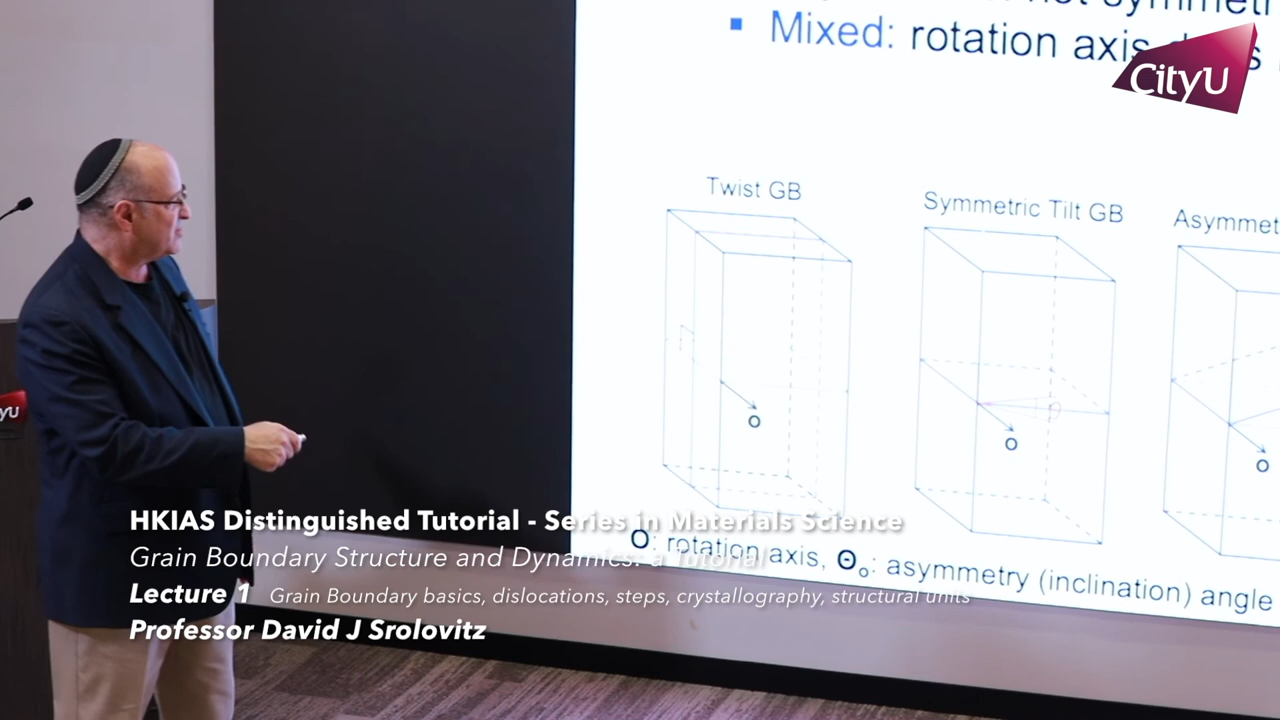 Mixed: rotation axis
CityU
Twist GB
Symmetric Tilt GB
Asymmet
O
O
O
O: rotation axis, Θo: asymmetry (inclination) angle
yU
HKIAS Distinguished Tutorial - Series in Materials Science
Grain Boundary Structure and Dynamics: a Tutorial
Lecture 1 Grain Boundary basics, dislocations, steps, crystallography, structural units
Professor David J Srolovitz